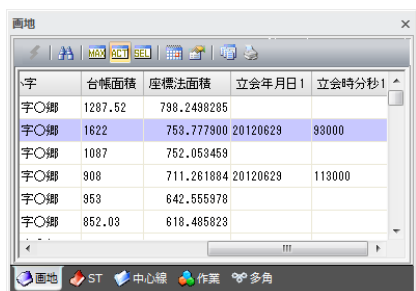 画地
MAX ACT SEL
字 台帳面積 座標法面積 立会年月日1 立会時分秒1
字〇郷 1287.52 798.2498285
字〇郷 1622 753.777900 20120629 93000
字〇郷 1087 752.053459
字〇郷 908 711.261884 20120629 113000
字〇郷 953 642.555978
字〇郷 852.03 618.485823
画地 ST 中心線 作業 多角